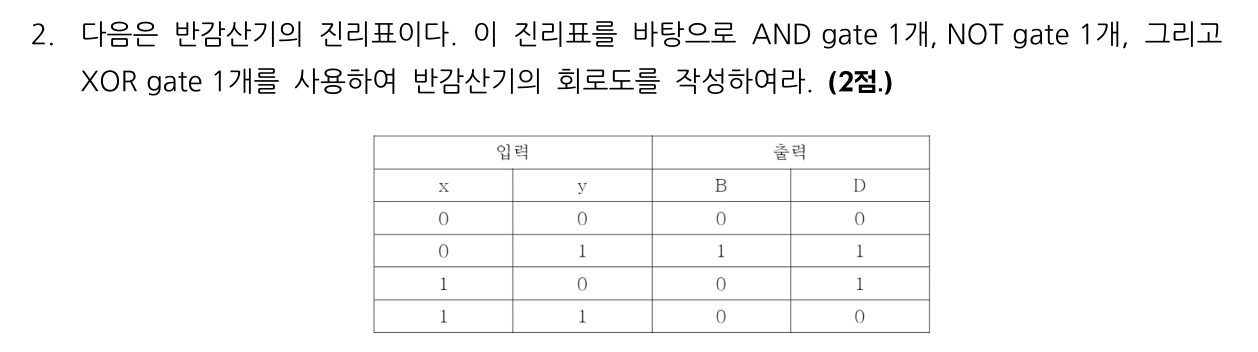 2. 다음은 반감산기의 진리표이다. 이 진리표를 바탕으로 AND gate 1개, NOT gate 1개, 그리고
XOR gate 1개를 사용하여 반감산기의 회로도를 작성하여라. (2점.)
입력 출력
x y B D
0 0 0 0
0 1 1 1
1 0 0 1
1 1 0 0